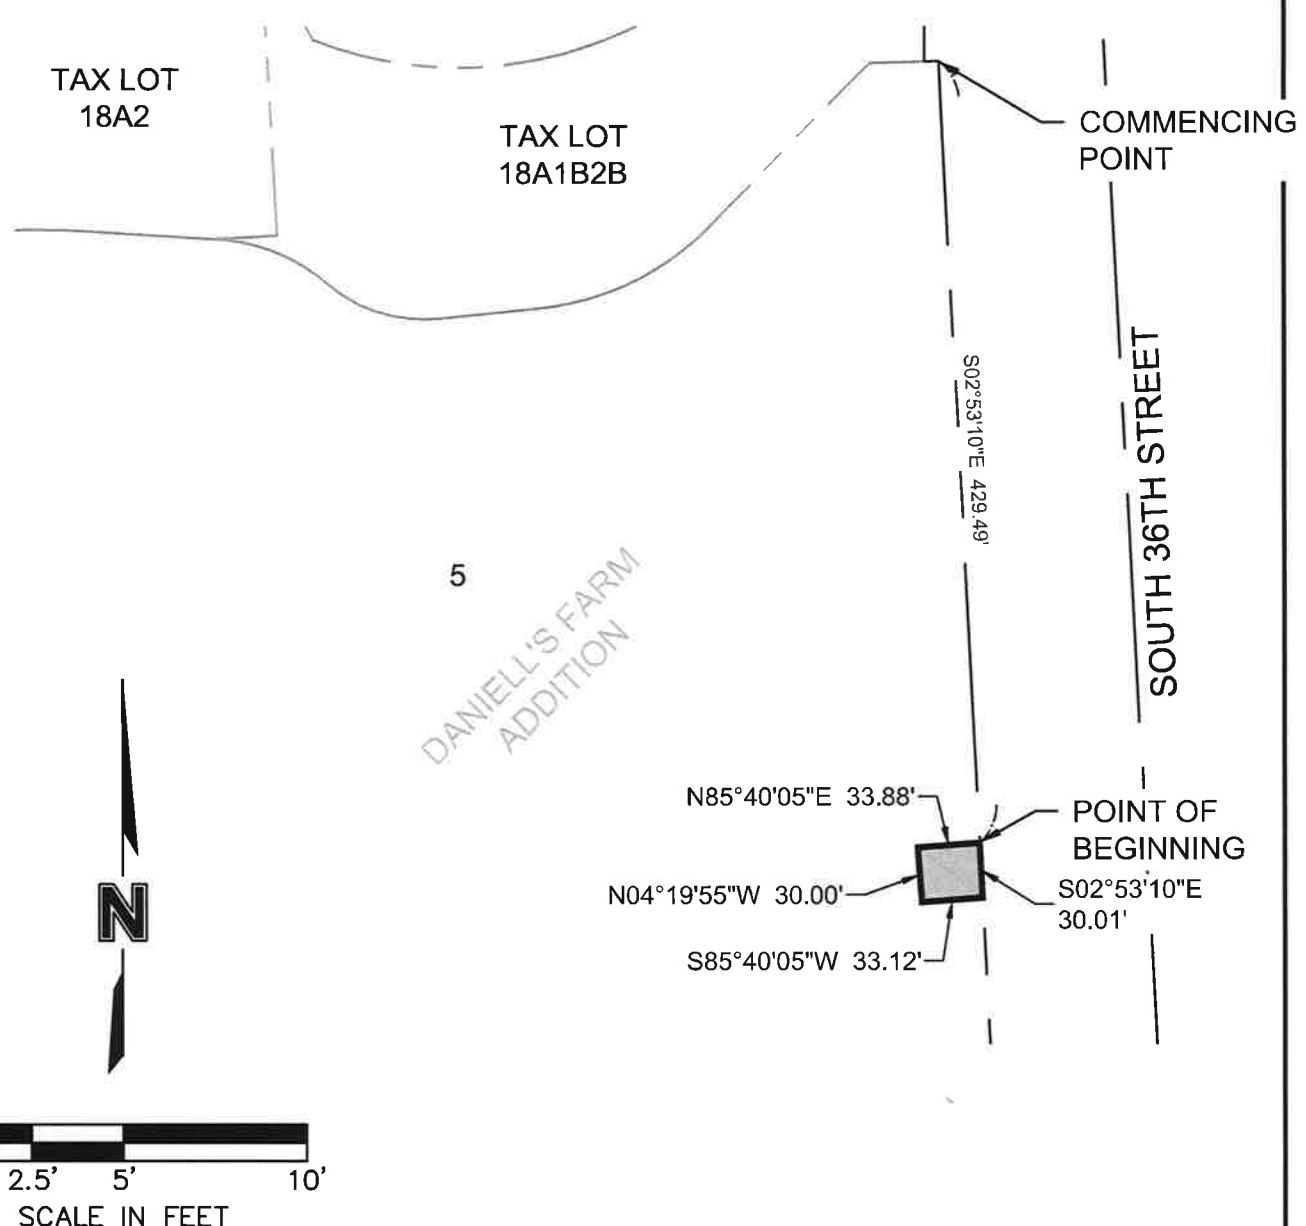 TAX LOT
18A2
TAX LOT
18A1B2B
COMMENCING
POINT
S02°53'10"E 429.49'
SOUTH 36TH STREET
5
DANIELL'S FARM
ADDITION
N85°40'05"E 33.88'
POINT OF
BEGINNING
N04°19'55"W 30.00'
S02°53'10"E
30.01'
S85°40'05"W 33.12'
N
2.5' 5' 10'
SCALE IN FEET